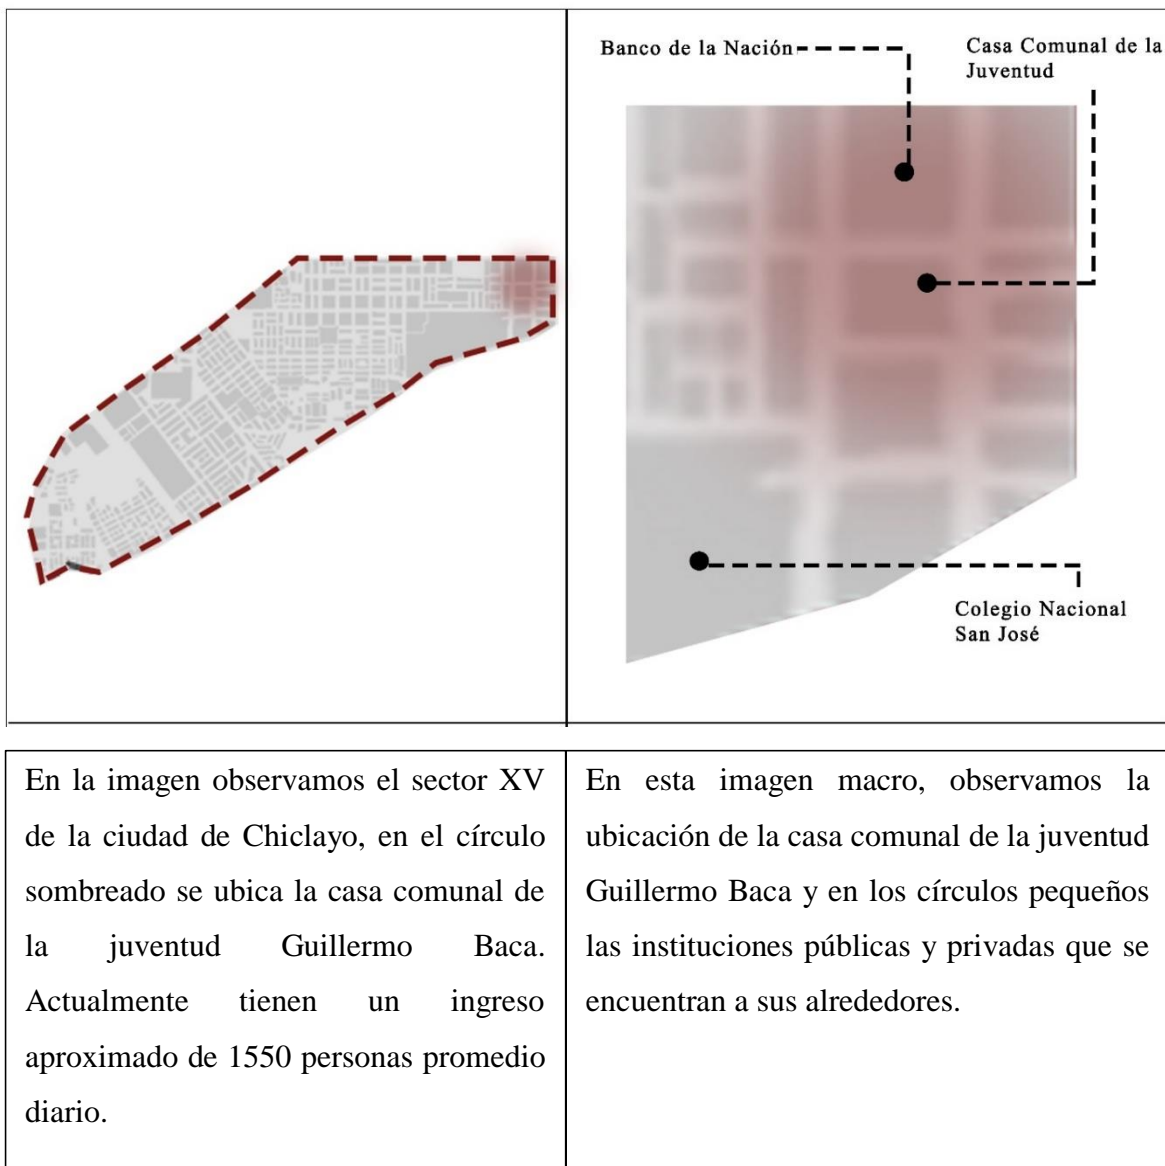 Banco de la Nación
Casa Comunal de la
Juventud
Colegio Nacional
San José
En la imagen observamos el sector XV
de la ciudad de Chiclayo, en el círculo
sombreado se ubica la casa comunal de
la juventud Guillermo Baca.
Actualmente tienen un ingreso
aproximado de 1550 personas promedio
diario.
En esta imagen macro, observamos la
ubicación de la casa comunal de la juventud
Guillermo Baca y en los círculos pequeños
las instituciones públicas y privadas que se
encuentran a sus alrededores.